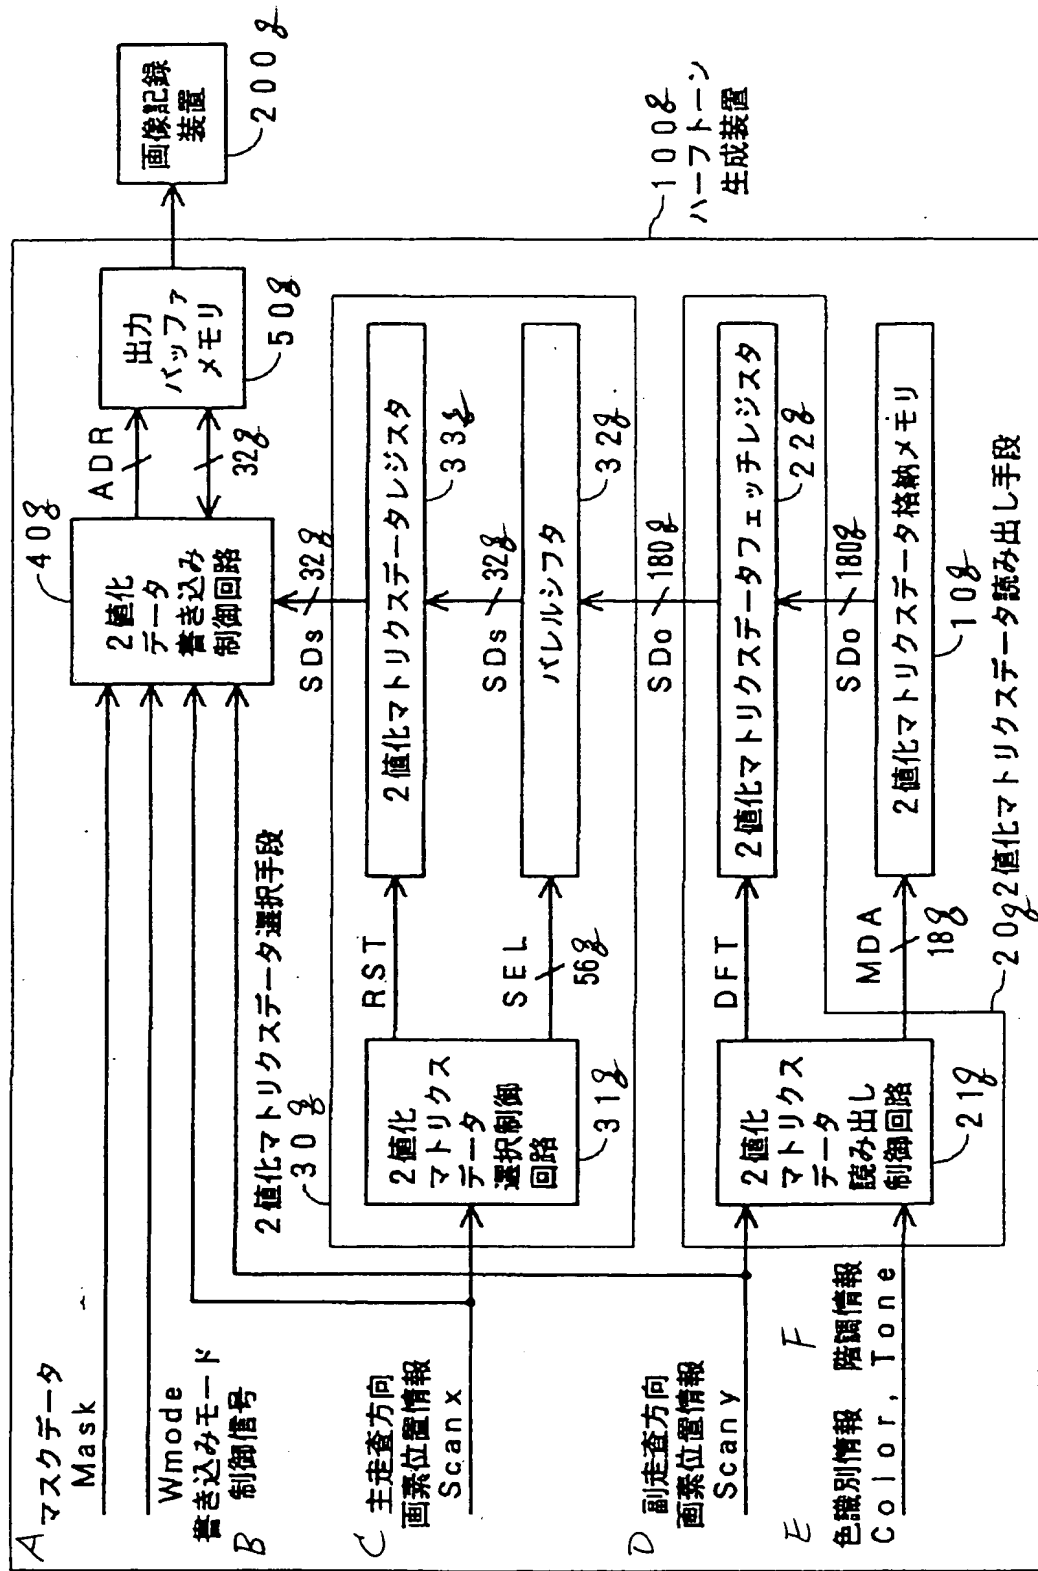 A マスクデータ
Mask
Wmode
書き込みモード
制御信号
B
C 主走査方向
画素位置情報
Scanx
D 副走査方向
画素位置情報
Scany
E F
色識別情報 階調情報
Color, Tone
40g
2値化
データ
書き込み
制御回路
ADR
32g
出力
バッファ
メモリ
50g
画像記録
装置
200g
100g
ハーフトーン
生成装置
2値化マトリクスデータ選択手段
30g
2値化
マトリクス
データ
選択制御
回路
31g
RST
SEL
56g
SDs 32g
2値化マトリクスデータレジスタ
33g
SDs 32g
バレルシフタ
32g
SDo 180g
2値化
マトリクス
データ
読み出し
制御回路
21g
DFT
MDA
18g
2値化マトリクスデータフェッチレジスタ
22g
SDo 180g
2値化マトリクスデータ格納メモリ
10g
20g2値化マトリクスデータ読み出し手段